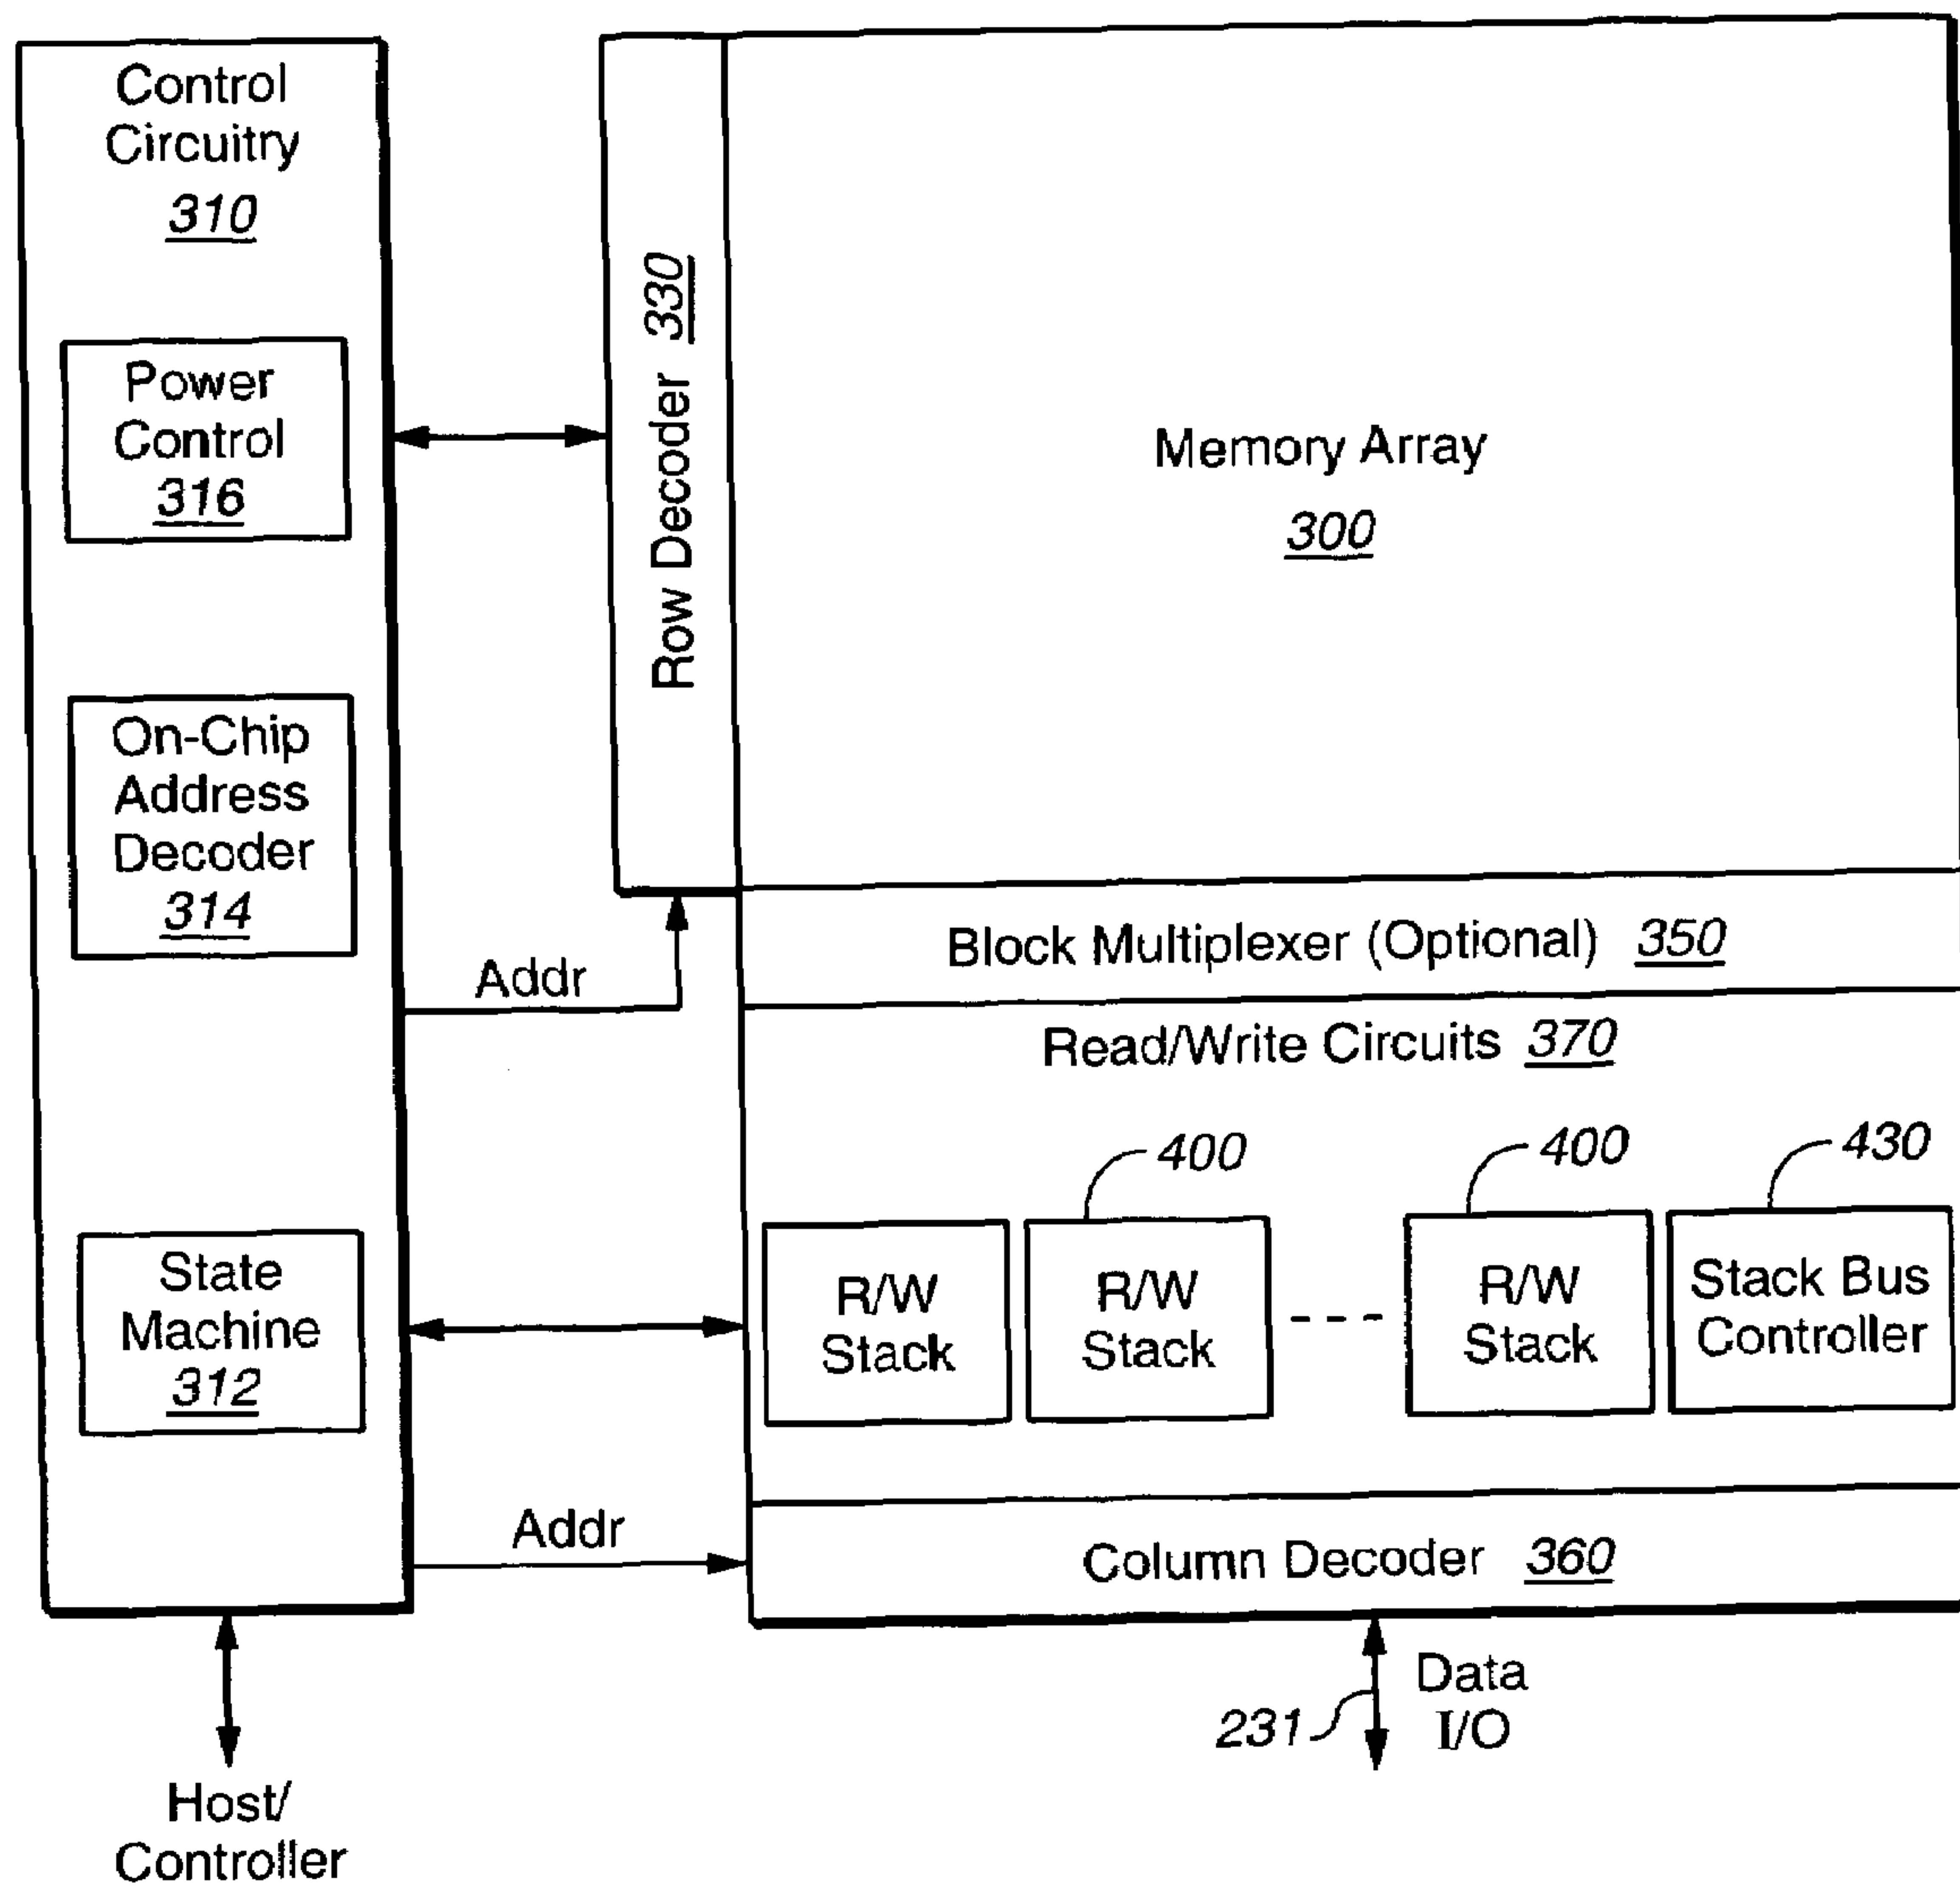 Control
Circuitry
310
Power
Control
316
On-Chip
Address
Decoder
314
State
Machine
312
Host/
Controller
Addr
Addr
Row Decoder 330
Memory Array
300
Block Multiplexer (Optional) 350
Read/Write Circuits 370
400
400
430
R/W
Stack
R/W
Stack
R/W
Stack
Stack Bus
Controller
Column Decoder 360
231
Data
I/O